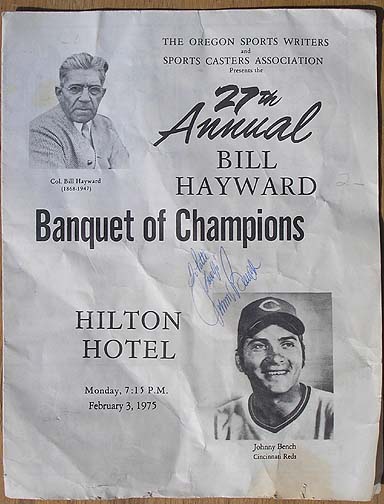 THE OREGON SPORTS WRITERS
and
SPORTS CASTERS ASSOCIATION
Presents the
27th
Annual
BILL
HAYWARD
Col. Bill Hayward
(1868-1947)
Banquet of Champions
Johnny Bench
HILTON
HOTEL
Monday, 7:15 P.M.
February 3, 1975
Johnny Bench
Cincinnati Reds